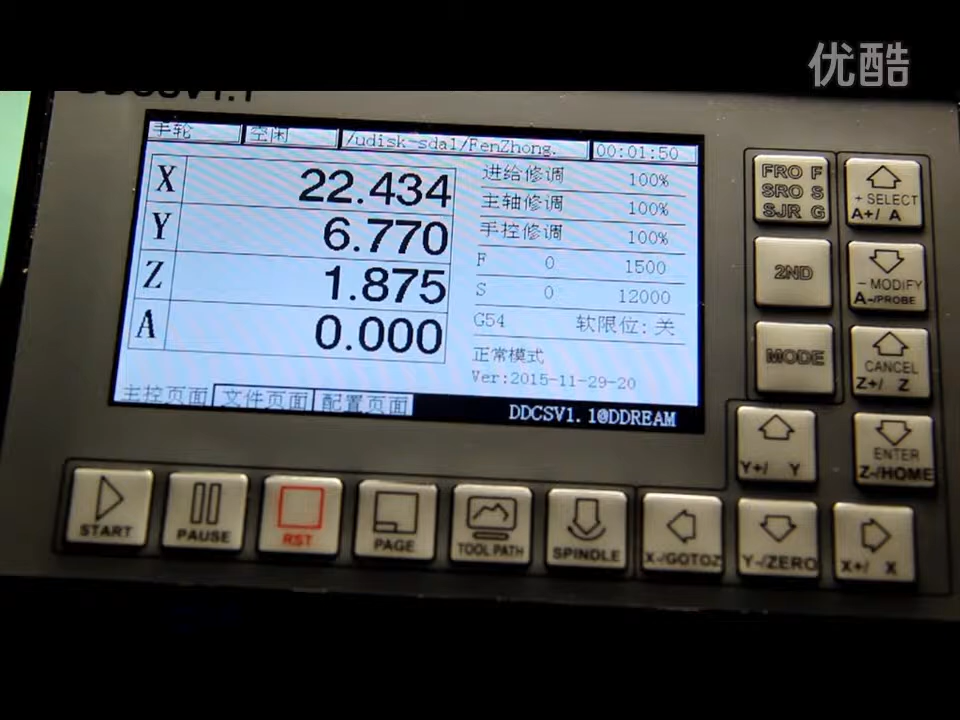 优酷
DDCSV1.1
手轮 空闲 /udisk-sda1/FenZhong. 00:01:50
X 22.434
Y 6.770
Z 1.875
A 0.000
进给修调 100%
主轴修调 100%
手控修调 100%
F 0 1500
S 0 12000
G54 软限位: 关
正常模式
Ver:2015-11-29-20
主控页面 文件页面 配置页面 DDCSV1.1@DDREAM
FRO F
SRO S
SJR G
+ SELECT
A+/ A
2ND
- MODIFY
A-/PROBE
MODE
CANCEL
Z+/ Z
Y+/ Y
ENTER
Z-/HOME
START
PAUSE
RST
PAGE
TOOL PATH
SPINDLE
X-/GOTOZ
Y-/ZERO
X+/ X